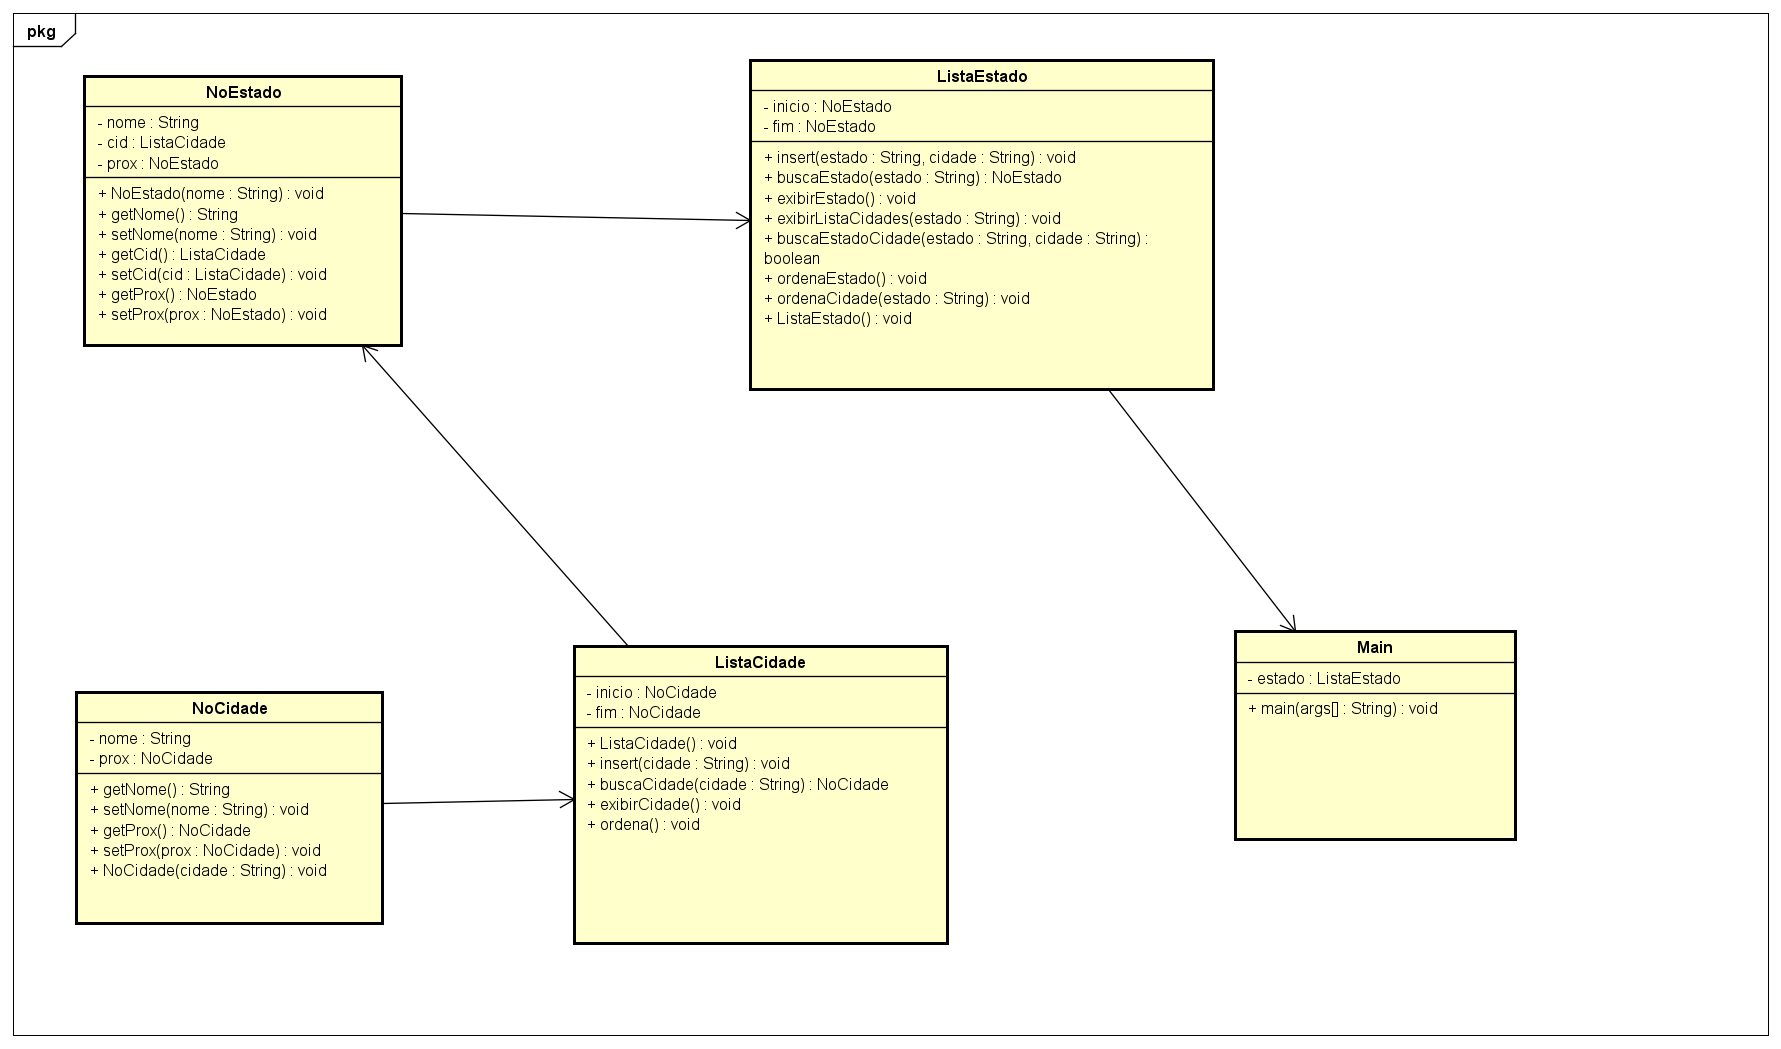 pkg
NoEstado
- nome : String
- cid : ListaCidade
- prox : NoEstado
+ NoEstado(nome : String) : void
+ getNome() : String
+ setNome(nome : String) : void
+ getCid() : ListaCidade
+ setCid(cid : ListaCidade) : void
+ getProx() : NoEstado
+ setProx(prox : NoEstado) : void
ListaEstado
- inicio : NoEstado
- fim : NoEstado
+ insert(estado : String, cidade : String) : void
+ buscaEstado(estado : String) : NoEstado
+ exibirEstado() : void
+ exibirListaCidades(estado : String) : void
+ buscaEstadoCidade(estado : String, cidade : String) :
boolean
+ ordenaEstado() : void
+ ordenaCidade(estado : String) : void
+ ListaEstado() : void
NoCidade
- nome : String
- prox : NoCidade
+ getNome() : String
+ setNome(nome : String) : void
+ getProx() : NoCidade
+ setProx(prox : NoCidade) : void
+ NoCidade(cidade : String) : void
ListaCidade
- inicio : NoCidade
- fim : NoCidade
+ ListaCidade() : void
+ insert(cidade : String) : void
+ buscaCidade(cidade : String) : NoCidade
+ exibirCidade() : void
+ ordena() : void
Main
- estado : ListaEstado
+ main(args[] : String) : void